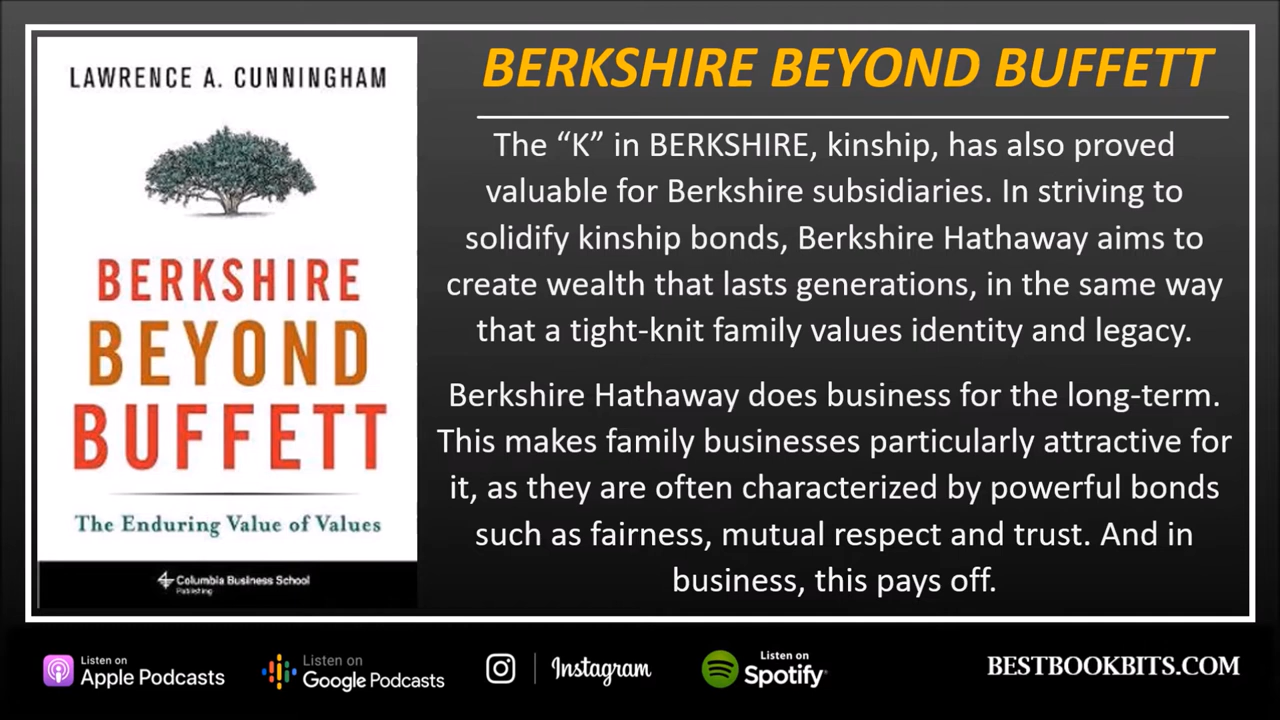 LAWRENCE A. CUNNINGHAM
BERKSHIRE
BEYOND
BUFFETT
The Enduring Value of Values
Columbia Business School
Publishing
BERKSHIRE BEYOND BUFFETT
The “K” in BERKSHIRE, kinship, has also proved
valuable for Berkshire subsidiaries. In striving to
solidify kinship bonds, Berkshire Hathaway aims to
create wealth that lasts generations, in the same way
that a tight-knit family values identity and legacy.
Berkshire Hathaway does business for the long-term.
This makes family businesses particularly attractive for
it, as they are often characterized by powerful bonds
such as fairness, mutual respect and trust. And in
business, this pays off.
Listen on
Apple Podcasts
Listen on
Google Podcasts
Instagram
Listen on
Spotify
BESTBOOKBITS.COM